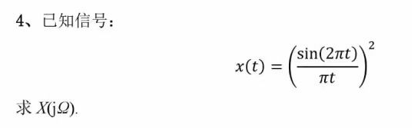 4、已知信号：
x(t) = (sin(2πt)/πt)²
求 X(jΩ).